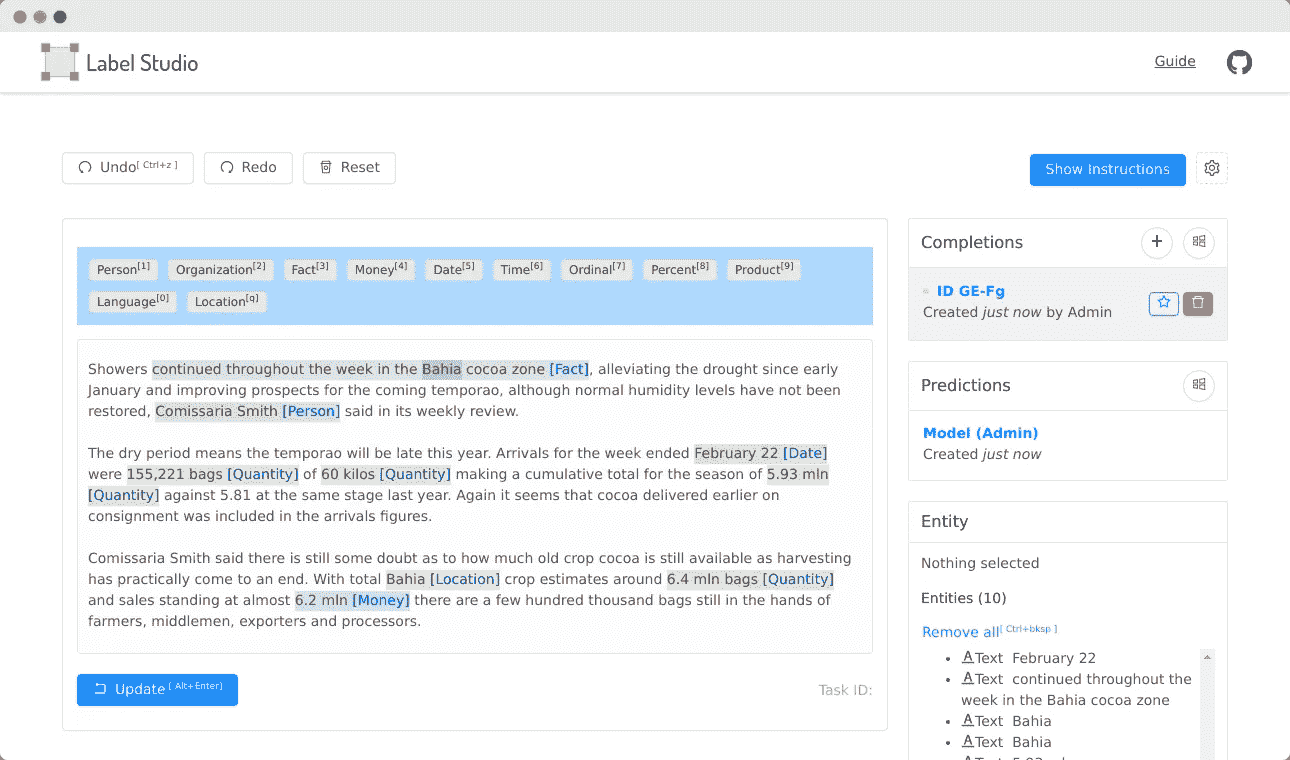 Label Studio
Guide
Undo[ Ctrl+z ]
Redo
Reset
Show Instructions
Person[1] Organization[2] Fact[3] Money[4] Date[5] Time[6] Ordinal[7] Percent[8] Product[9]
Language[0] Location[q]
Showers continued throughout the week in the Bahia cocoa zone [Fact], alleviating the drought since early
January and improving prospects for the coming temporao, although normal humidity levels have not been
restored, Comissaria Smith [Person] said in its weekly review.
The dry period means the temporao will be late this year. Arrivals for the week ended February 22 [Date]
were 155,221 bags [Quantity] of 60 kilos [Quantity] making a cumulative total for the season of 5.93 mln
[Quantity] against 5.81 at the same stage last year. Again it seems that cocoa delivered earlier on
consignment was included in the arrivals figures.
Comissaria Smith said there is still some doubt as to how much old crop cocoa is still available as harvesting
has practically come to an end. With total Bahia [Location] crop estimates around 6.4 mln bags [Quantity]
and sales standing at almost 6.2 mln [Money] there are a few hundred thousand bags still in the hands of
farmers, middlemen, exporters and processors.
Update[ Alt+Enter]
Task ID:
Completions
ID GE-Fg
Created just now by Admin
Predictions
Model (Admin)
Created just now
Entity
Nothing selected
Entities (10)
Remove all[ Ctrl+bksp ]
Text February 22
Text continued throughout the
week in the Bahia cocoa zone
Text Bahia
Text Bahia